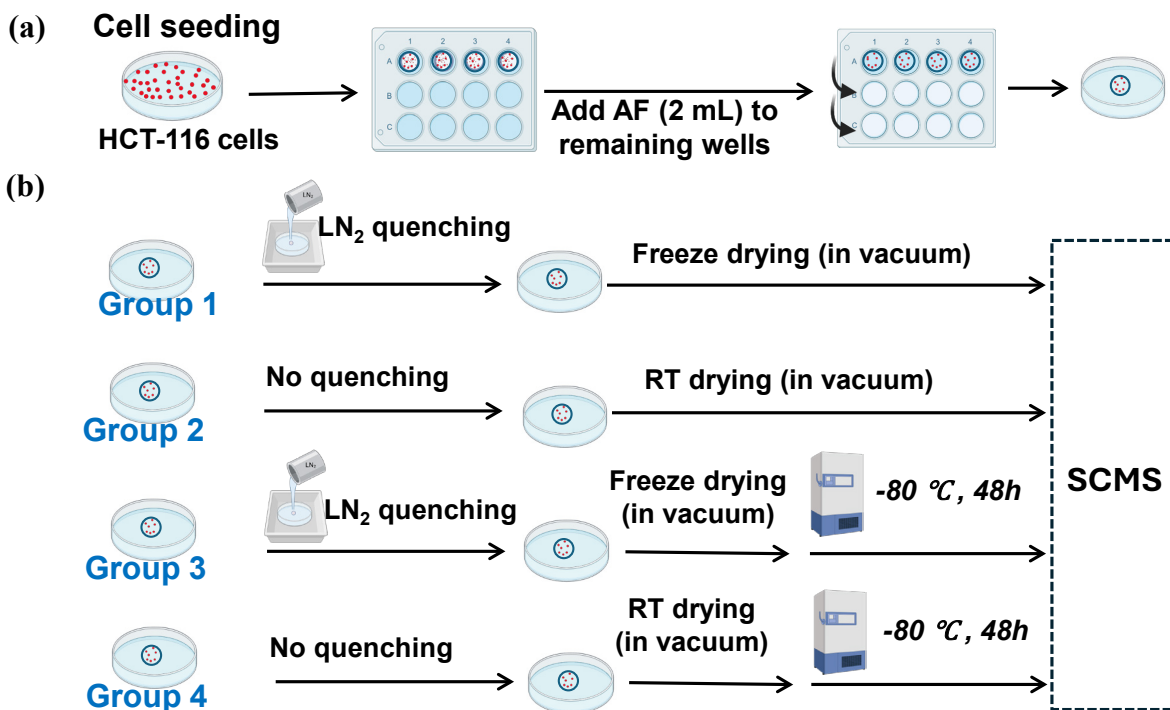 (a)
Cell seeding
HCT-116 cells
1 2 3 4
A
B
C
Add AF (2 mL) to
remaining wells
1 2 3 4
A
B
C
(b)
Group 1
LN₂
LN₂ quenching
Freeze drying (in vacuum)
Group 2
No quenching
RT drying (in vacuum)
Group 3
LN₂
LN₂ quenching
Freeze drying
(in vacuum)
-80 ℃, 48h
Group 4
No quenching
RT drying
(in vacuum)
-80 ℃, 48h
SCMS